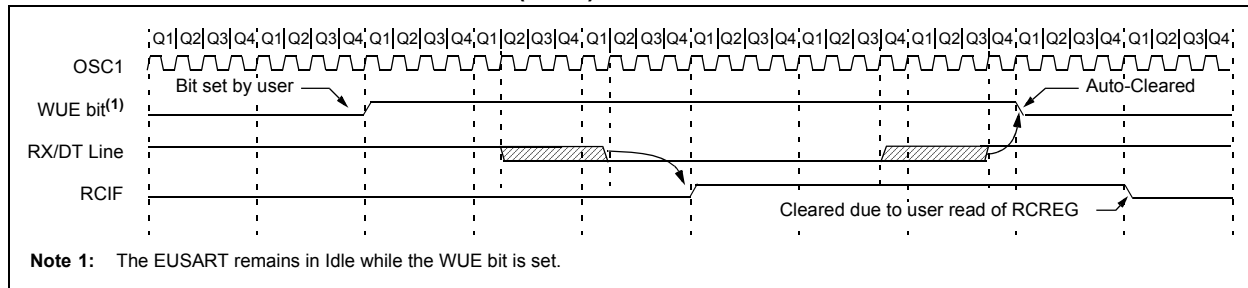 Q1 Q2 Q3 Q4 Q1 Q2 Q3 Q4 Q1 Q2 Q3 Q4 Q1 Q2 Q3 Q4 Q1 Q2 Q3 Q4 Q1 Q2 Q3 Q4 Q1 Q2 Q3 Q4 Q1 Q2 Q3 Q4 Q1 Q2 Q3 Q4 Q1 Q2 Q3 Q4
OSC1
Bit set by user
Auto-Cleared
WUE bit(1)
RX/DT Line
RCIF
Cleared due to user read of RCREG
Note 1: The EUSART remains in Idle while the WUE bit is set.